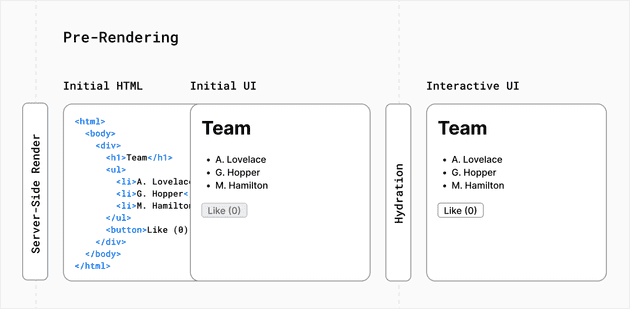 Pre-Rendering
Initial HTML
Initial UI
Interactive UI
Server-Side Render
<html>
<body>
<div>
<h1>Team</h1>
<ul>
<li>A. Lovelace
<li>G. Hopper<
<li>M. Hamilton
</ul>
<button>Like (0)
</div>
</body>
</html>
Team
• A. Lovelace
• G. Hopper
• M. Hamilton
Like (0)
Hydration
Team
• A. Lovelace
• G. Hopper
• M. Hamilton
Like (0)